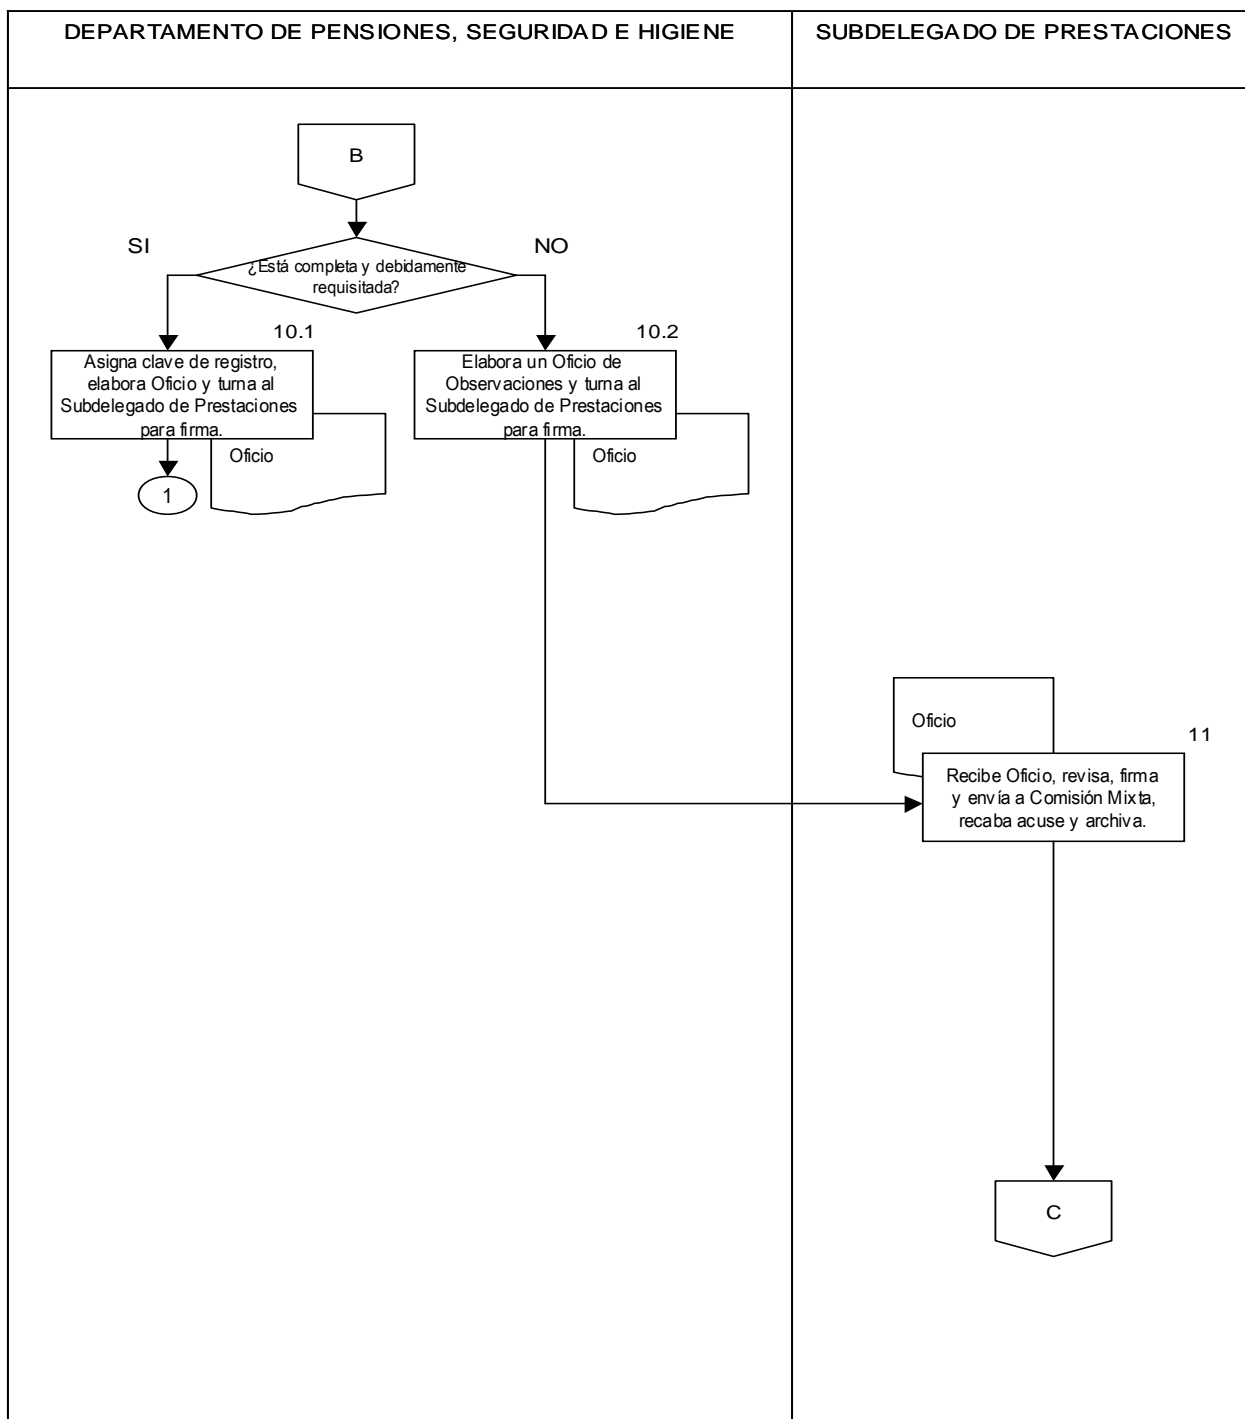 DEPARTAMENTO DE PENSIONES, SEGURIDAD E HIGIENE
SUBDELEGADO DE PRESTACIONES
B
SI
NO
¿Está completa y debidamente
requisitada?
10.1
Asigna clave de registro,
elabora Oficio y turna al
Subdelegado de Prestaciones
para firma.
Oficio
1
10.2
Elabora un Oficio de
Observaciones y turna al
Subdelegado de Prestaciones
para firma.
Oficio
Oficio
11
Recibe Oficio, revisa, firma
y envía a Comisión Mixta,
recaba acuse y archiva.
C